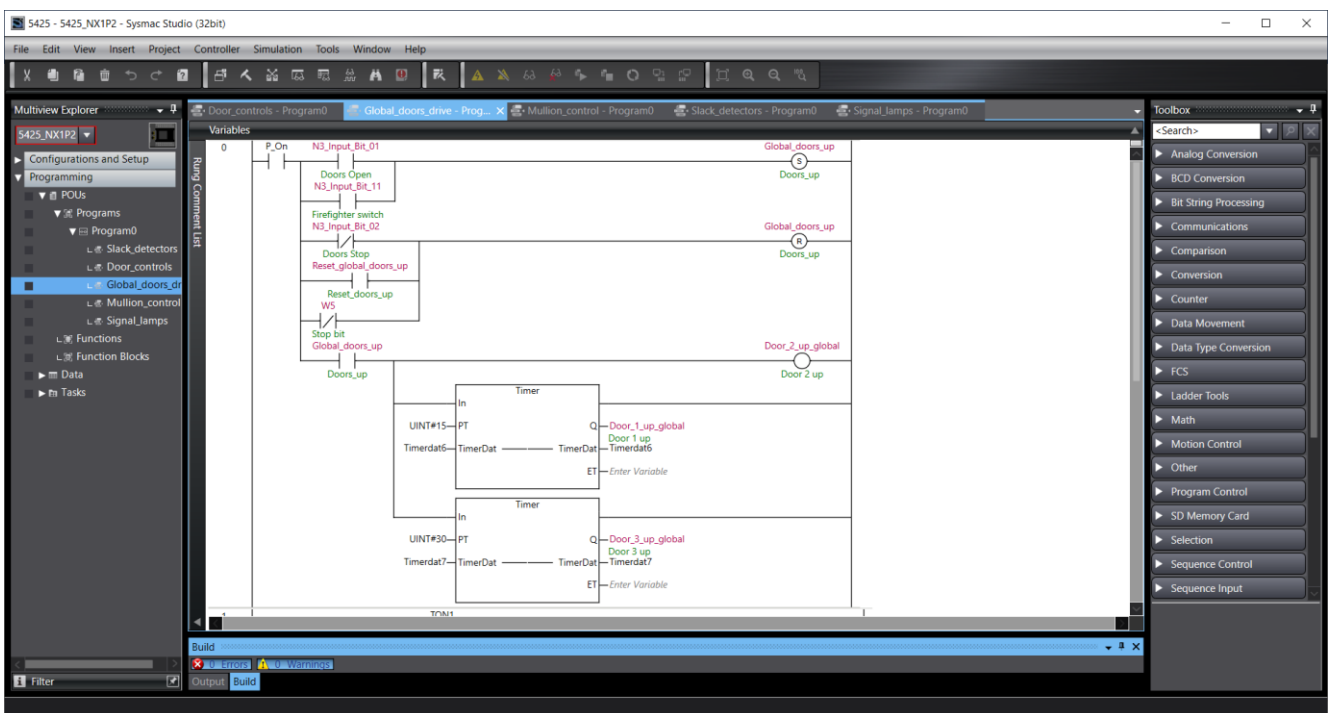 5425 - 5425_NX1P2 - Sysmac Studio (32bit)
File Edit View Insert Project Controller Simulation Tools Window Help
Multiview Explorer
5425_NX1P2
Configurations and Setup
Programming
POUs
Programs
Program0
Slack_detectors
Door_controls
Global_doors_dr
Mullion_control
Signal_lamps
Functions
Function Blocks
Data
Tasks
Filter
Door_controls - Program0
Global_doors_drive - Prog...
Mullion_control - Program0
Slack_detectors - Program0
Signal_lamps - Program0
Variables
Rung Comment List
0
P_On N3_Input_Bit_01 Global_doors_up
S
Doors Open Doors_up
N3_Input_Bit_11
Firefighter switch
N3_Input_Bit_02 Global_doors_up
R
Doors Stop Doors_up
Reset_global_doors_up
Reset_doors_up
W5
Stop bit
Global_doors_up Door_2_up_global
Doors_up Door 2 up
Timer
In
UINT#15 PT Q Door_1_up_global
Door 1 up
Timerdat6 TimerDat TimerDat Timerdat6
ET Enter Variable
Timer
In
UINT#30 PT Q Door_3_up_global
Door 3 up
Timerdat7 TimerDat TimerDat Timerdat7
ET Enter Variable
1 TON1
Build
0 Errors 0 Warnings
Output Build
Toolbox
<Search>
Analog Conversion
BCD Conversion
Bit String Processing
Communications
Comparison
Conversion
Counter
Data Movement
Data Type Conversion
FCS
Ladder Tools
Math
Motion Control
Other
Program Control
SD Memory Card
Selection
Sequence Control
Sequence Input